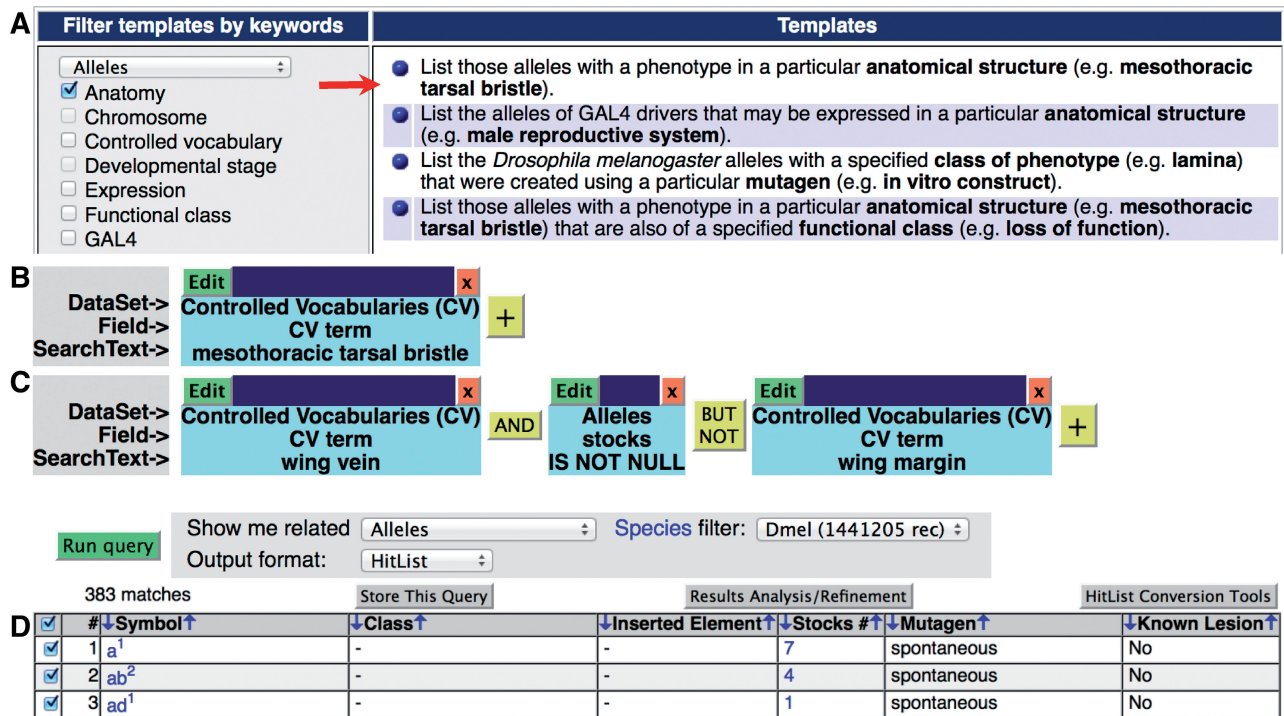 A
Filter templates by keywords
Templates
Alleles
Anatomy
Chromosome
Controlled vocabulary
Developmental stage
Expression
Functional class
GAL4
List those alleles with a phenotype in a particular anatomical structure (e.g. mesothoracic
tarsal bristle).
List the alleles of GAL4 drivers that may be expressed in a particular anatomical structure
(e.g. male reproductive system).
List the Drosophila melanogaster alleles with a specified class of phenotype (e.g. lamina)
that were created using a particular mutagen (e.g. in vitro construct).
List those alleles with a phenotype in a particular anatomical structure (e.g. mesothoracic
tarsal bristle) that are also of a specified functional class (e.g. loss of function).
B
Edit x
DataSet-> Controlled Vocabularies (CV)
Field-> CV term +
SearchText-> mesothoracic tarsal bristle
C
Edit x Edit x Edit x
DataSet-> Controlled Vocabularies (CV) AND Alleles BUT NOT Controlled Vocabularies (CV)
Field-> CV term stocks CV term +
SearchText-> wing vein IS NOT NULL wing margin
Run query
Show me related Alleles Species filter: Dmel (1441205 rec)
Output format: HitList
383 matches Store This Query Results Analysis/Refinement HitList Conversion Tools
D
# ↓Symbol↑ ↓Class↑ ↓Inserted Element↑ ↓Stocks #↑ ↓Mutagen↑ ↓Known Lesion↑
1 a¹ - - 7 spontaneous No
2 ab² - - 4 spontaneous No
3 ad¹ - - 1 spontaneous No